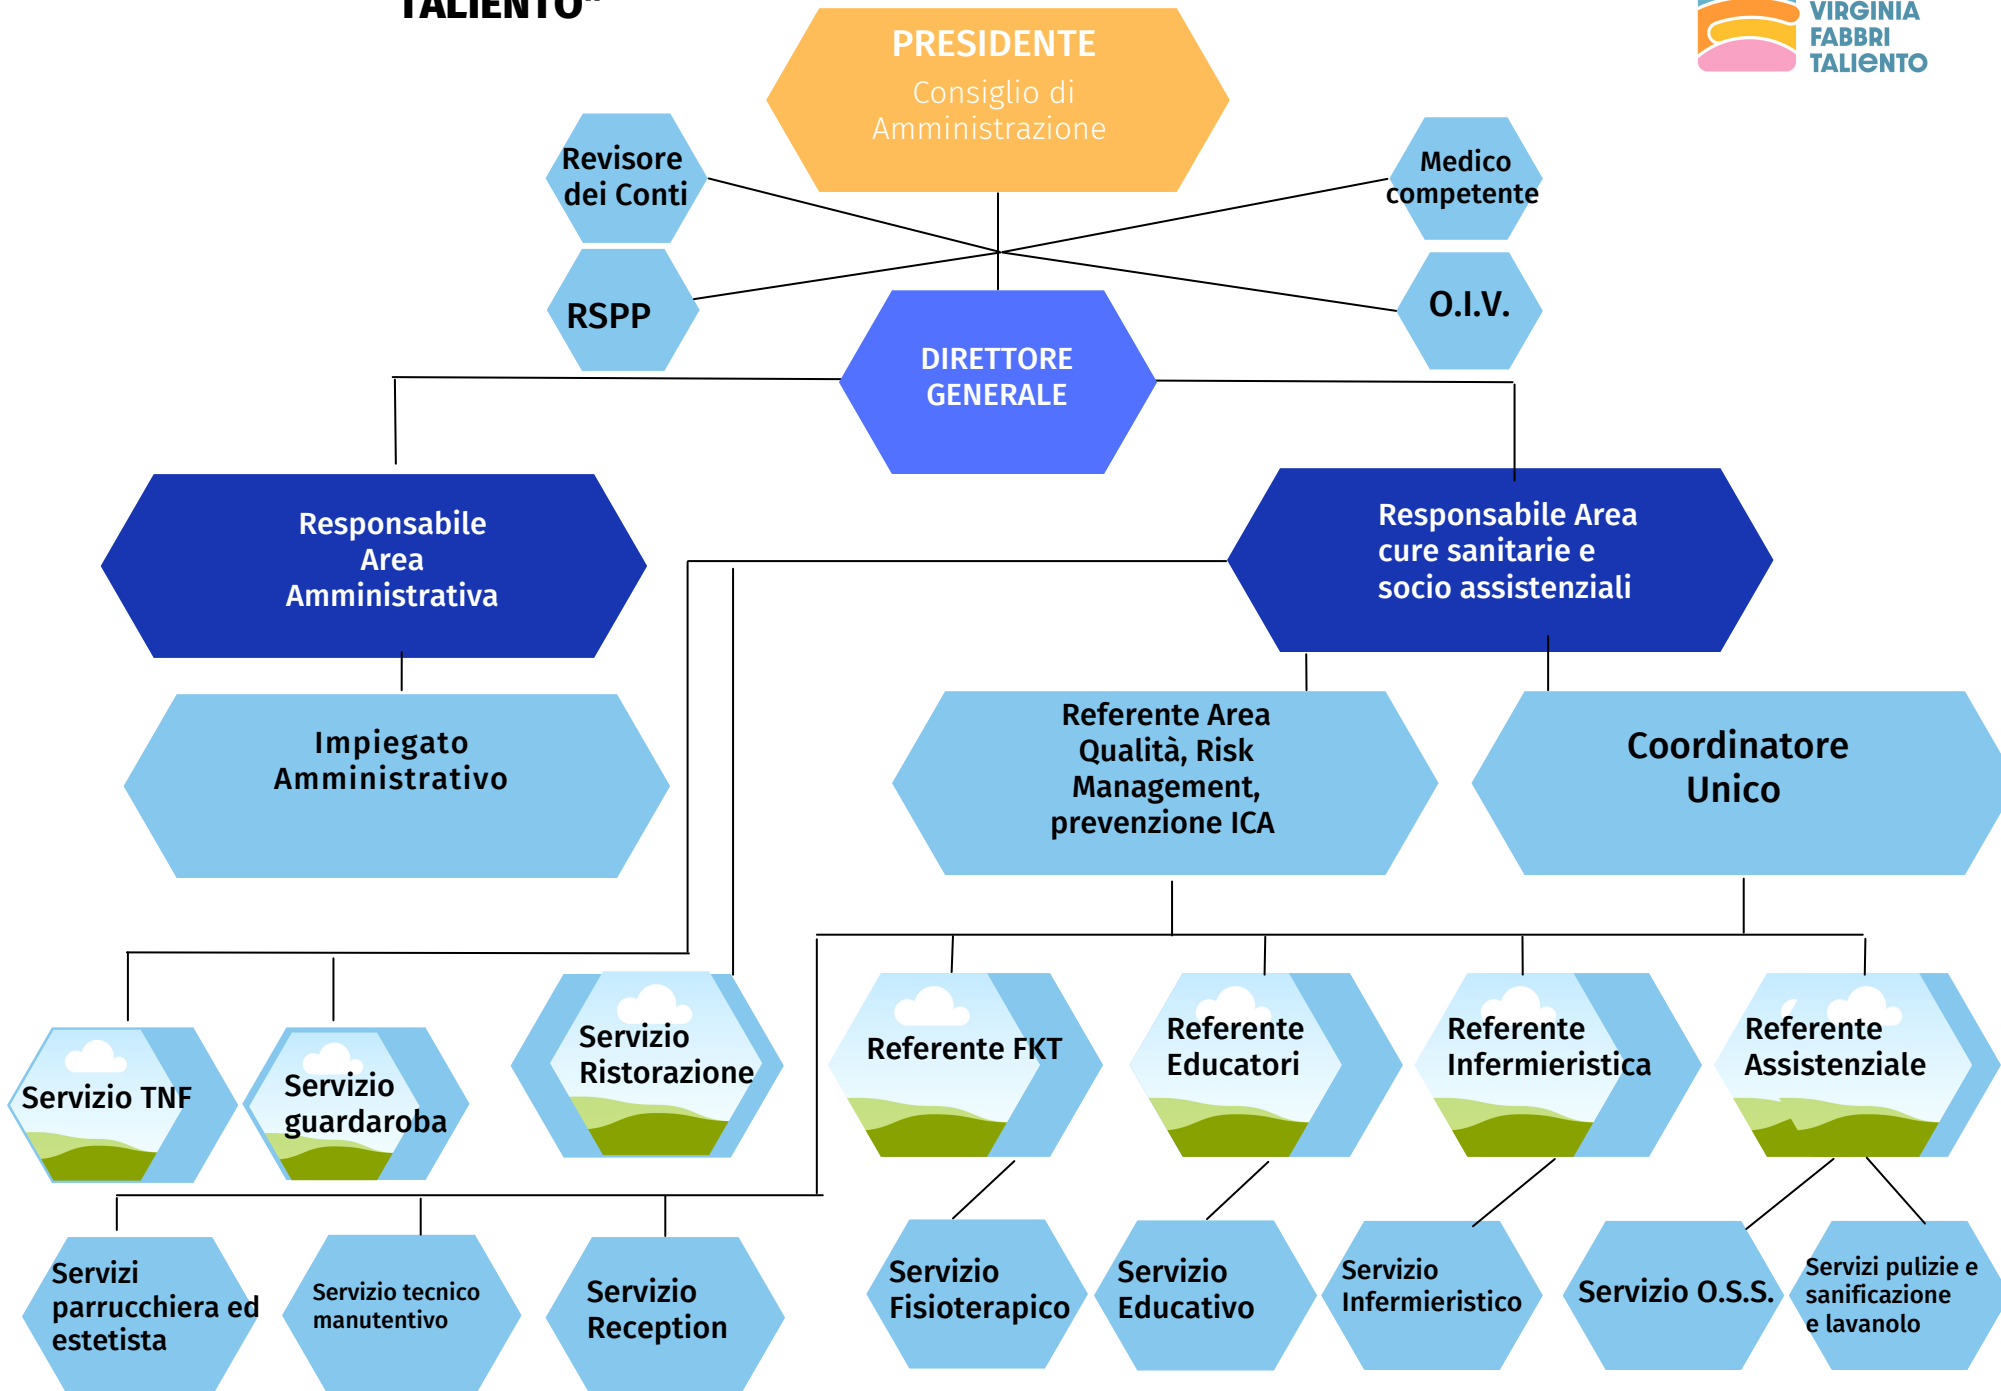 TALIENTO"
VIRGINIA
FABBRI
TALIENTO
PRESIDENTE
Consiglio di
Amministrazione
Revisore
dei Conti
Medico
competente
RSPP
O.I.V.
DIRETTORE
GENERALE
Responsabile
Area
Amministrativa
Responsabile Area
cure sanitarie e
socio assistenziali
Impiegato
Amministrativo
Referente Area
Qualità, Risk
Management,
prevenzione ICA
Coordinatore
Unico
Servizio TNF
Servizio
guardaroba
Servizio
Ristorazione
Referente FKT
Referente
Educatori
Referente
Infermieristica
Referente
Assistenziale
Servizi
parrucchiera ed
estetista
Servizio tecnico
manutentivo
Servizio
Reception
Servizio
Fisioterapico
Servizio
Educativo
Servizio
Infermieristico
Servizio O.S.S.
Servizi pulizie e
sanificazione
e lavanolo